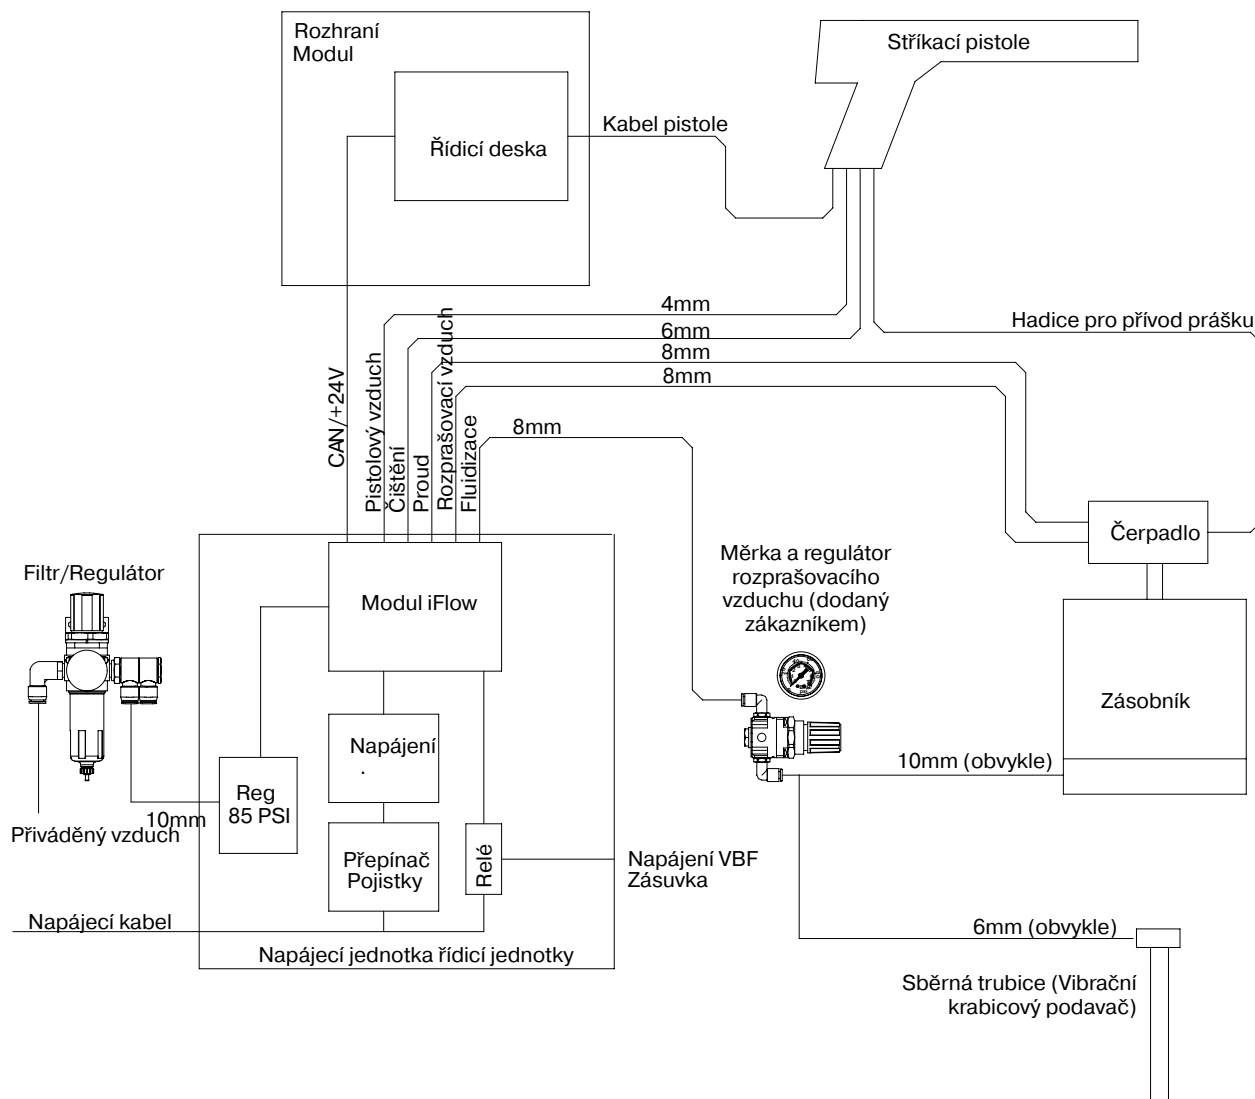 Rozhraní
Modul
Stříkací pistole
Řídicí deska
Kabel pistole
4mm
6mm
8mm
8mm
8mm
Hadice pro přívod prášku
CAN/+24V
Pistolový vzduch
Čištění
Proud
Rozprašovací vzduch
Fluidizace
Čerpadlo
Filtr/Regulátor
Modul iFlow
Měrka a regulátor
rozprašovacího
vzduchu (dodaný
zákazníkem)
Zásobník
Napájení
.
10mm (obvykle)
Reg
85 PSI
10mm
Přiváděný vzduch
Přepínač
Pojistky
Relé
Napájení VBF
Zásuvka
Napájecí kabel
6mm (obvykle)
Napájecí jednotka řídicí jednotky
Sběrná trubice (Vibrační
krabicový podavač)